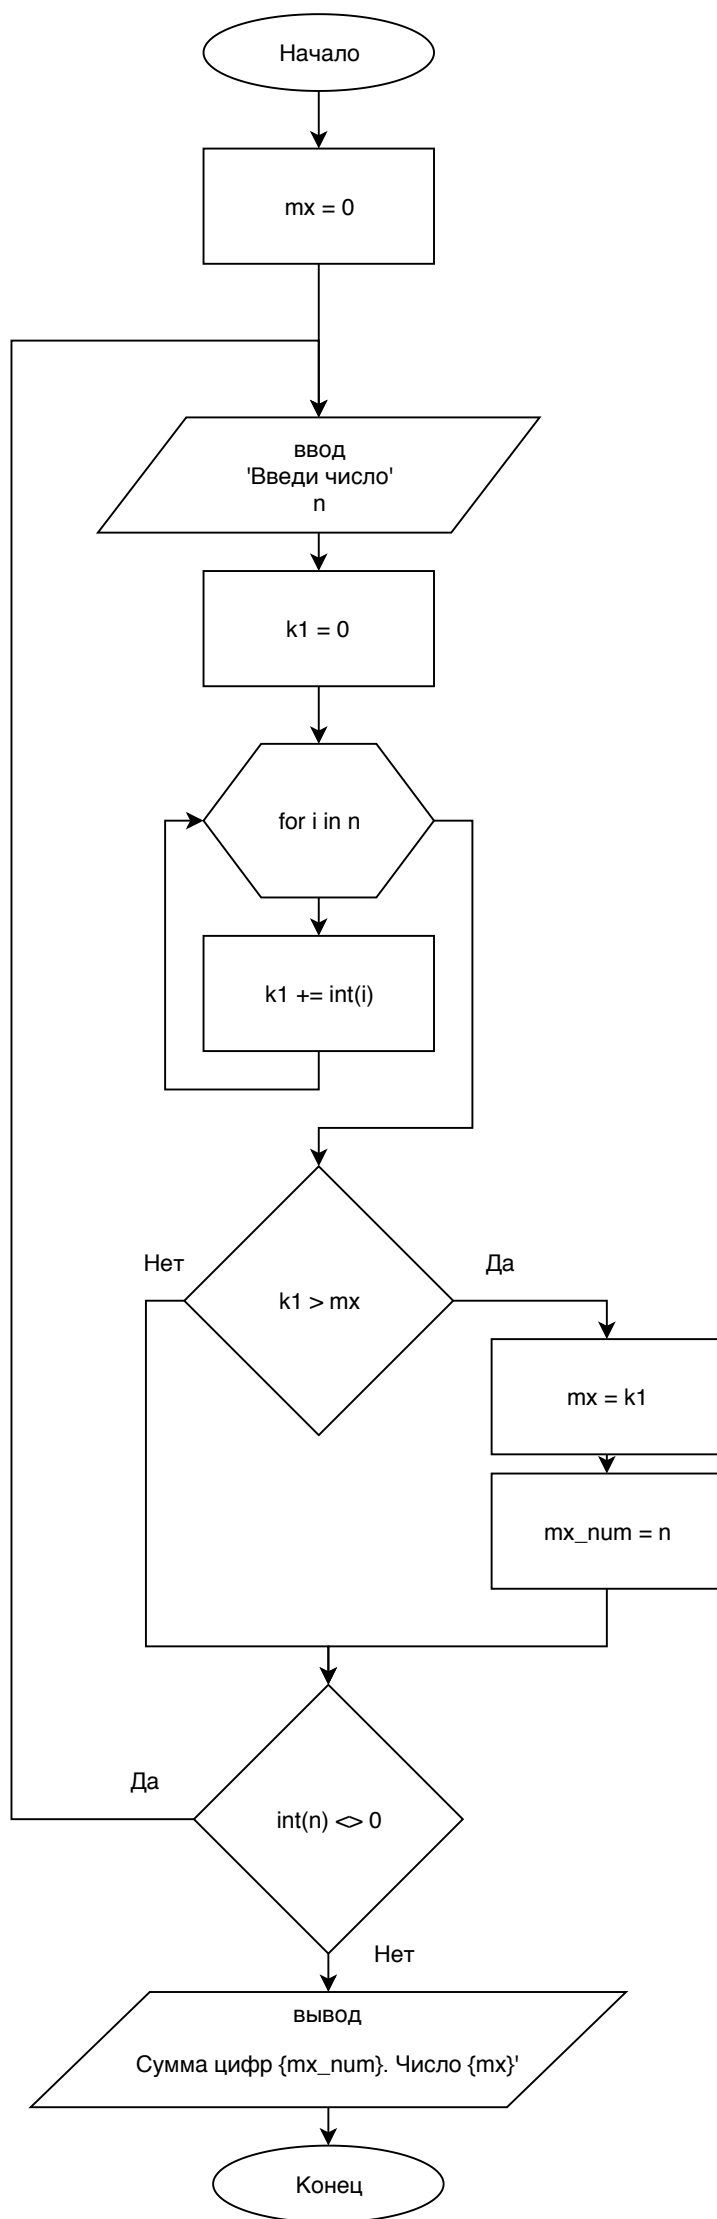 Начало
mx = 0
ввод
'Введи число'
n
k1 = 0
for i in n
k1 += int(i)
Нет
Да
k1 > mx
mx = k1
mx_num = n
Да
int(n) <> 0
Нет
вывод
Сумма цифр {mx_num}. Число {mx}'
Конец